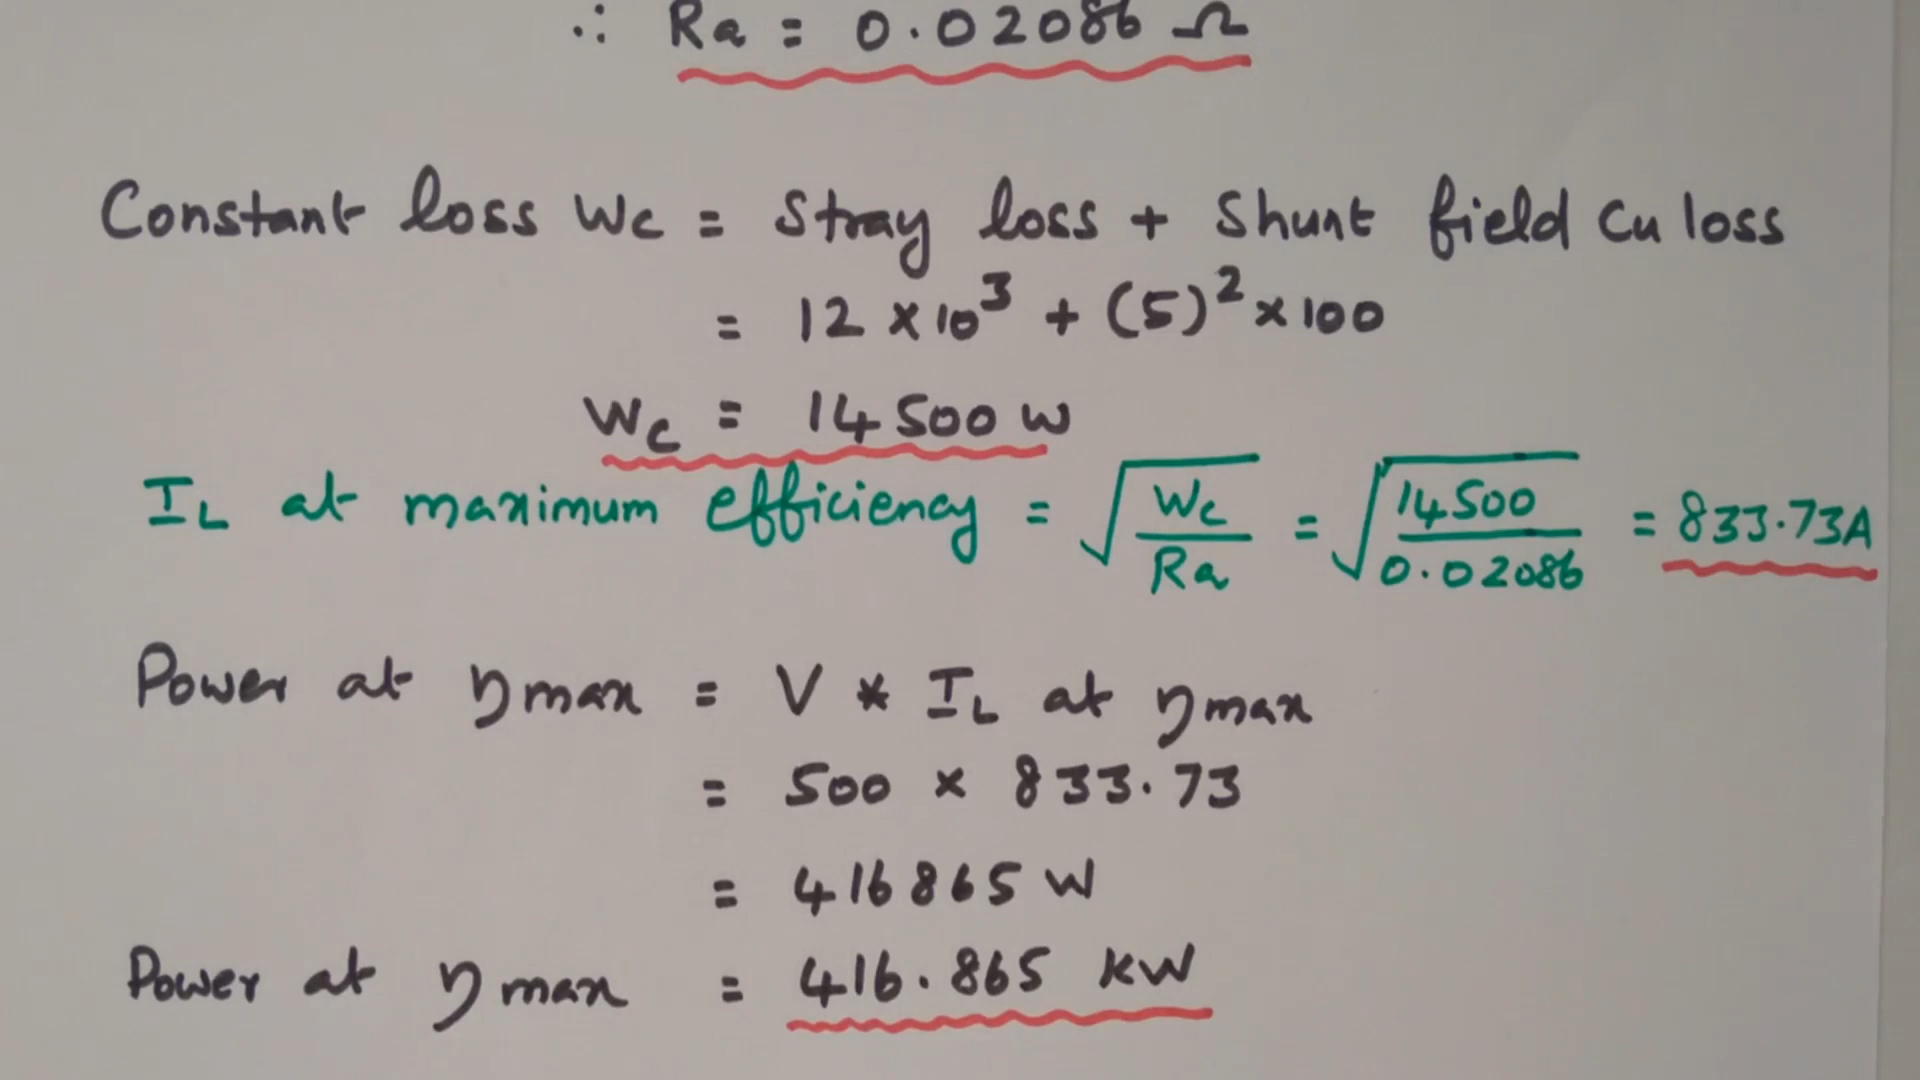 ∴ Ra = 0.02086 Ω
Constant loss Wc = Stray loss + Shunt field Cu loss
= 12 × 10³ + (5)² × 100
Wc = 14500 W
IL at maximum efficiency = √(Wc/Ra) = √(14500/0.02086) = 833.73A
Power at ηmax = V * IL at ηmax
= 500 × 833.73
= 416865 W
Power at ηmax = 416.865 kW